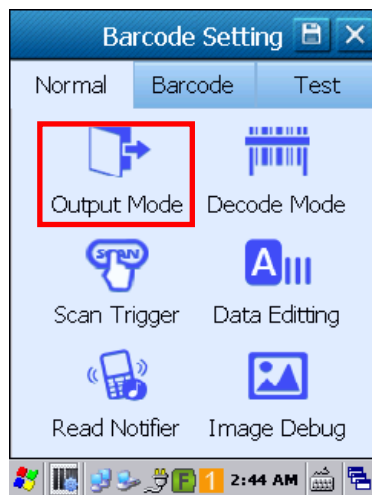 Barcode Setting
Normal Barcode Test
Output Mode Decode Mode
SCAN
A
Scan Trigger Data Editting
Read Notifier Image Debug
F 1 2:44 AM